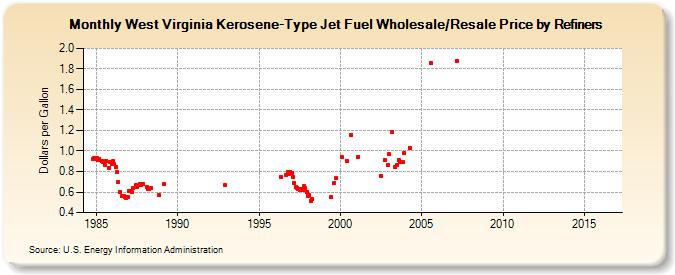 Monthly West Virginia Kerosene-Type Jet Fuel Wholesale/Resale Price by Refiners
Dollars per Gallon
2.0
1.8
1.6
1.4
1.2
1.0
0.8
0.6
0.4
1985 1990 1995 2000 2005 2010 2015
Source: U.S. Energy Information Administration